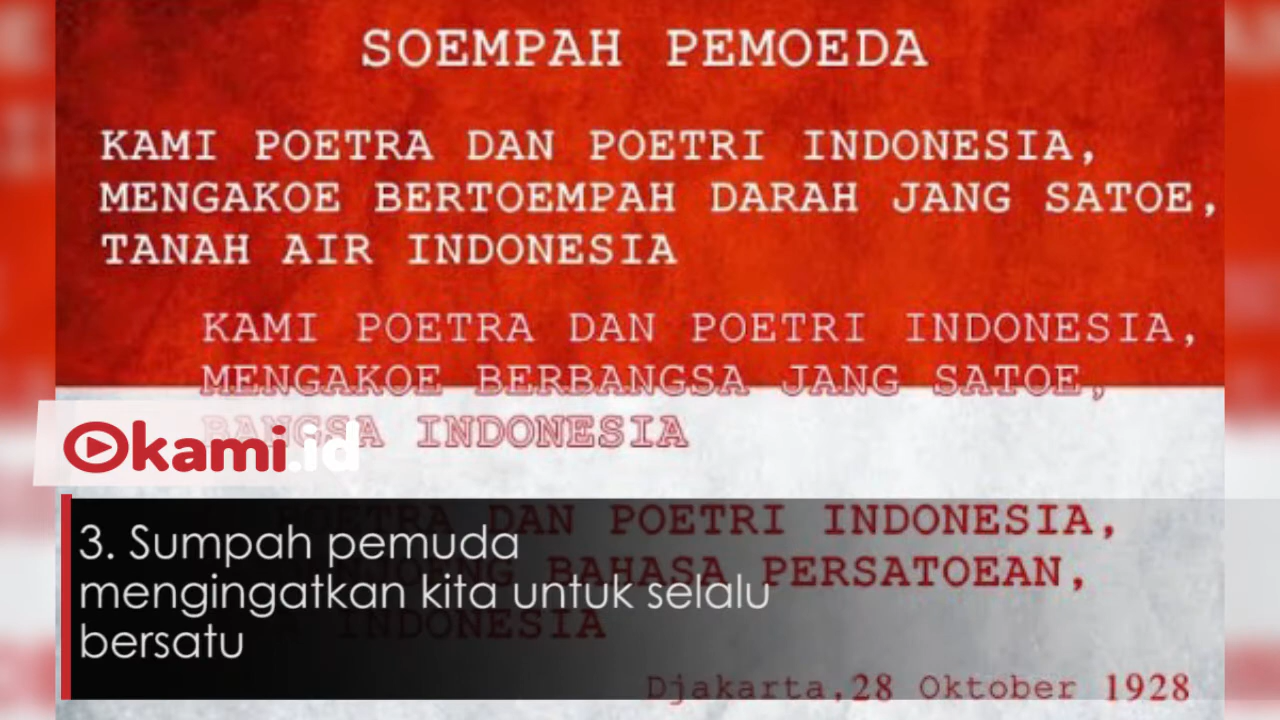 SOEMPAH PEMOEDA
KAMI POETRA DAN POETRI INDONESIA,
MENGAKOE BERTOEMPAH DARAH JANG SATOE,
TANAH AIR INDONESIA
KAMI POETRA DAN POETRI INDONESIA,
MENGAKOE BERBANGSA JANG SATOE,
BANGSA INDONESIA
Okami.id
POETRA DAN POETRI INDONESIA,
BAHASA PERSATOEAN,
INDONESIA
3. Sumpah pemuda
mengingatkan kita untuk selalu
bersatu
Djakarta,28 Oktober 1928